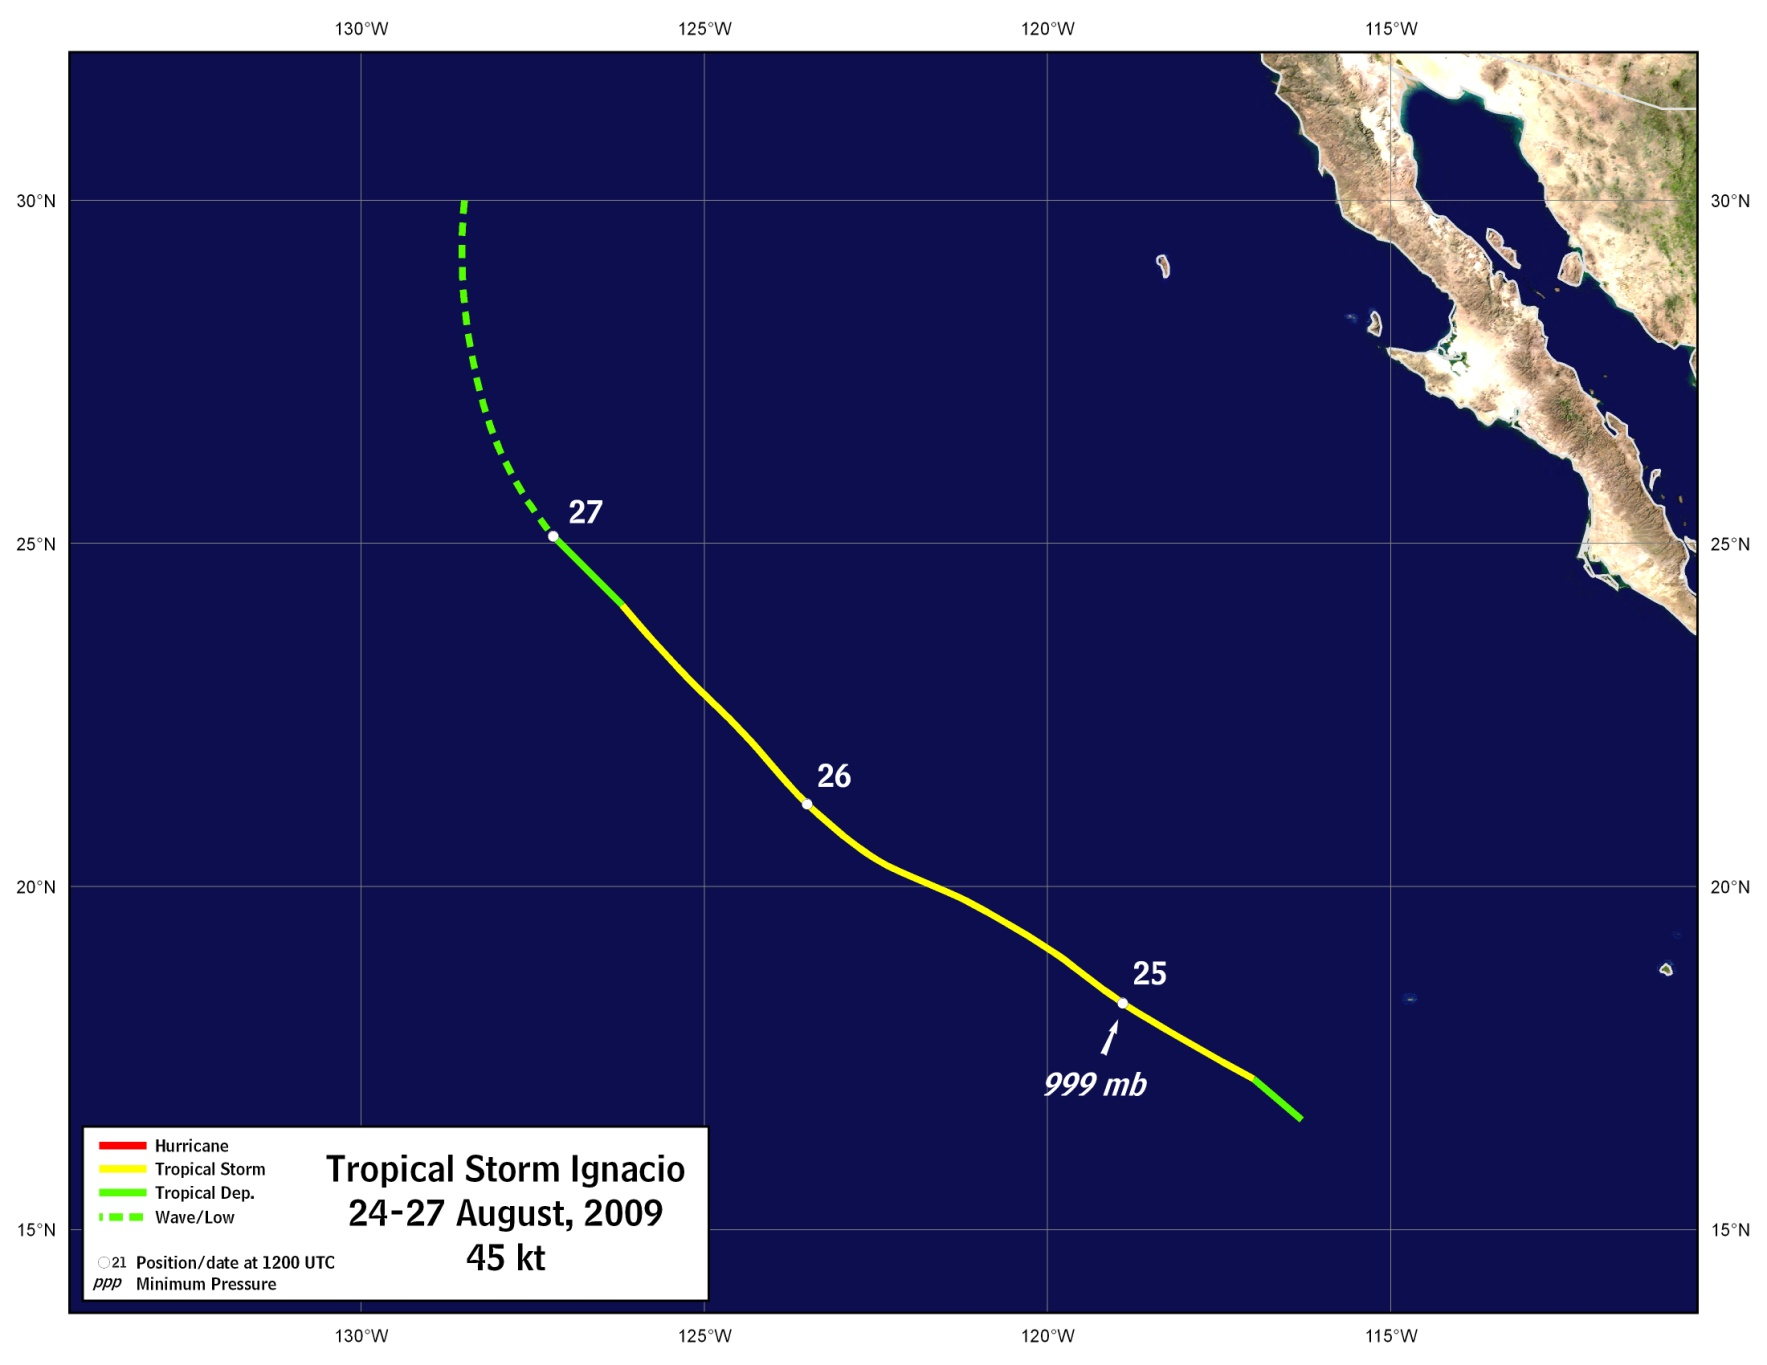 130°W 125°W 120°W 115°W
30°N 30°N
27
25°N 25°N
26
20°N 20°N
25
999 mb
Hurricane
Tropical Storm
Tropical Dep.
Wave/Low
21 Position/date at 1200 UTC
ppp Minimum Pressure
Tropical Storm Ignacio
24-27 August, 2009
45 kt
15°N 15°N
130°W 125°W 120°W 115°W